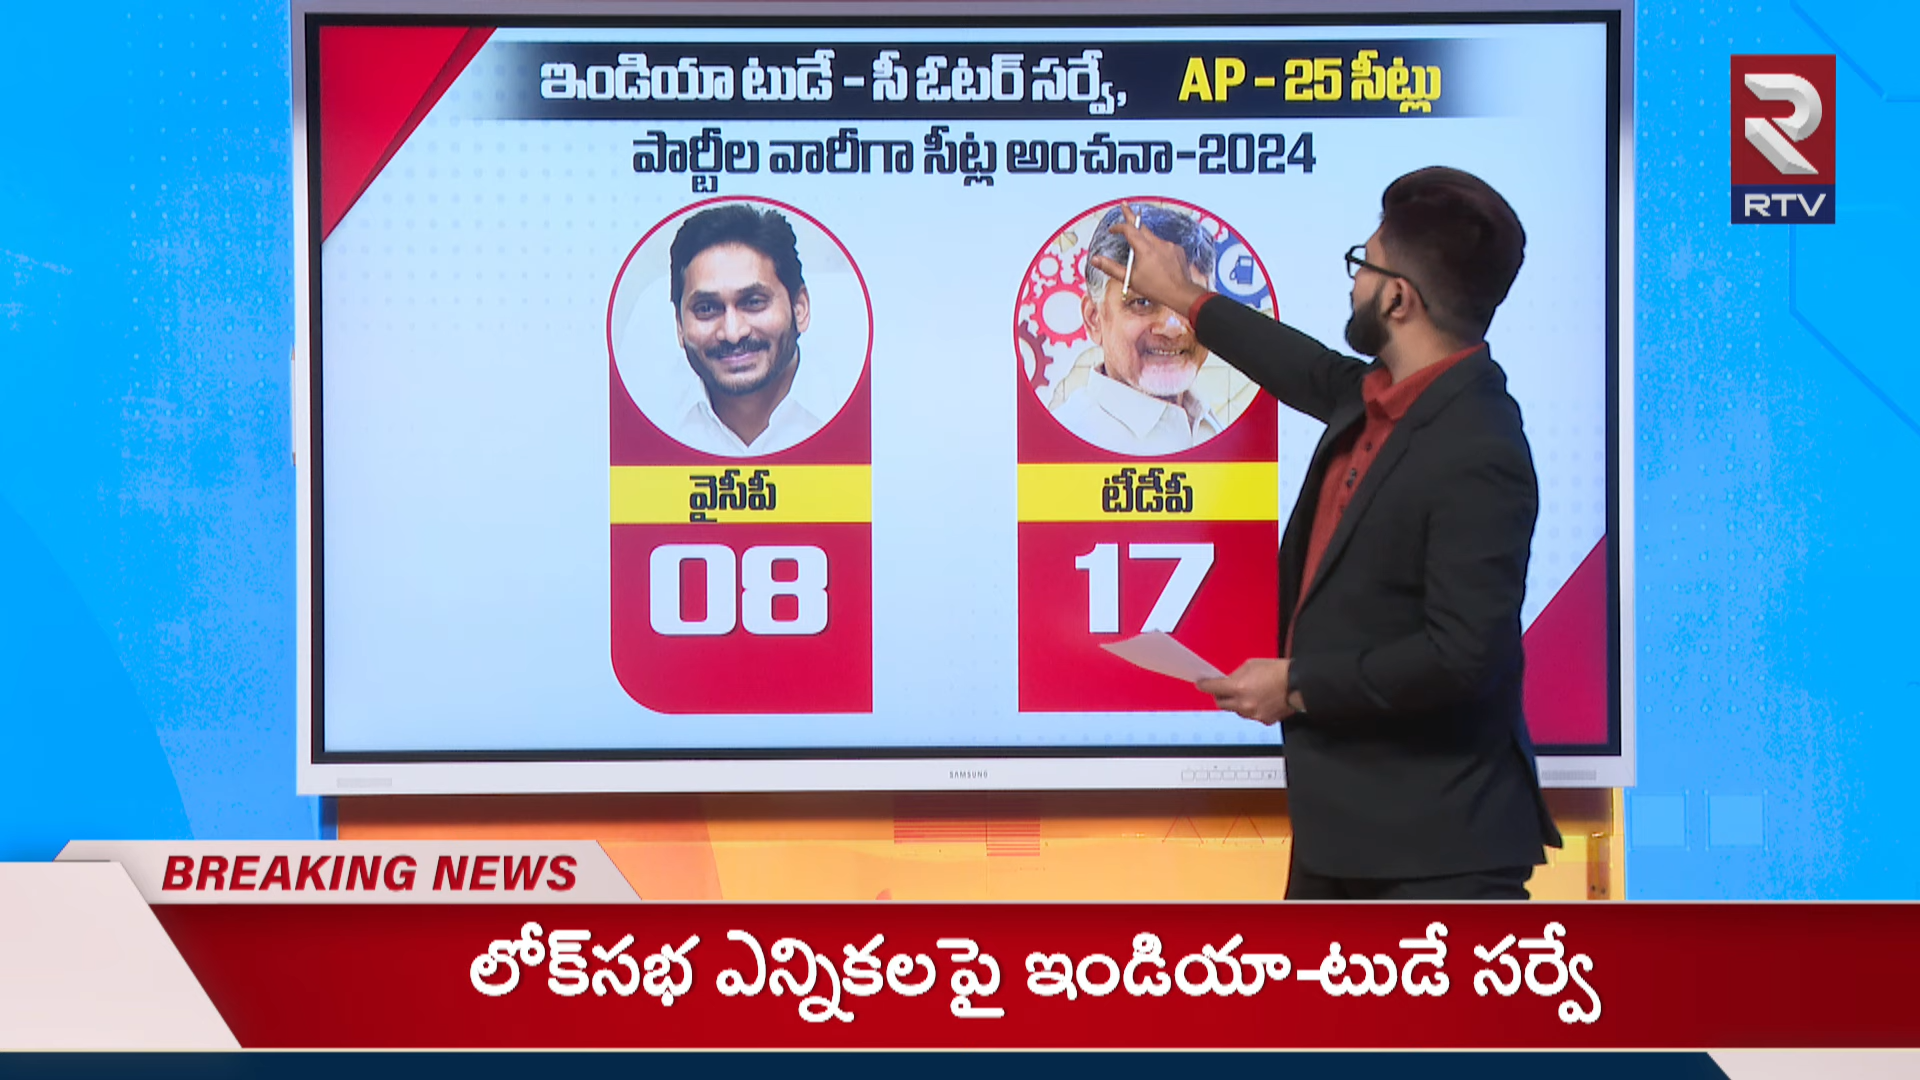 ఇండియా టుడే - సీ ఓటర్ సర్వే, AP - 25 సీట్లు
పార్టీల వారీగా సీట్ల అంచనా-2024
వైసీపీ
టీడీపీ
08
17
RTV
SAMSUNG
BREAKING NEWS
లోక్‌సభ ఎన్నికలపై ఇండియా-టుడే సర్వే